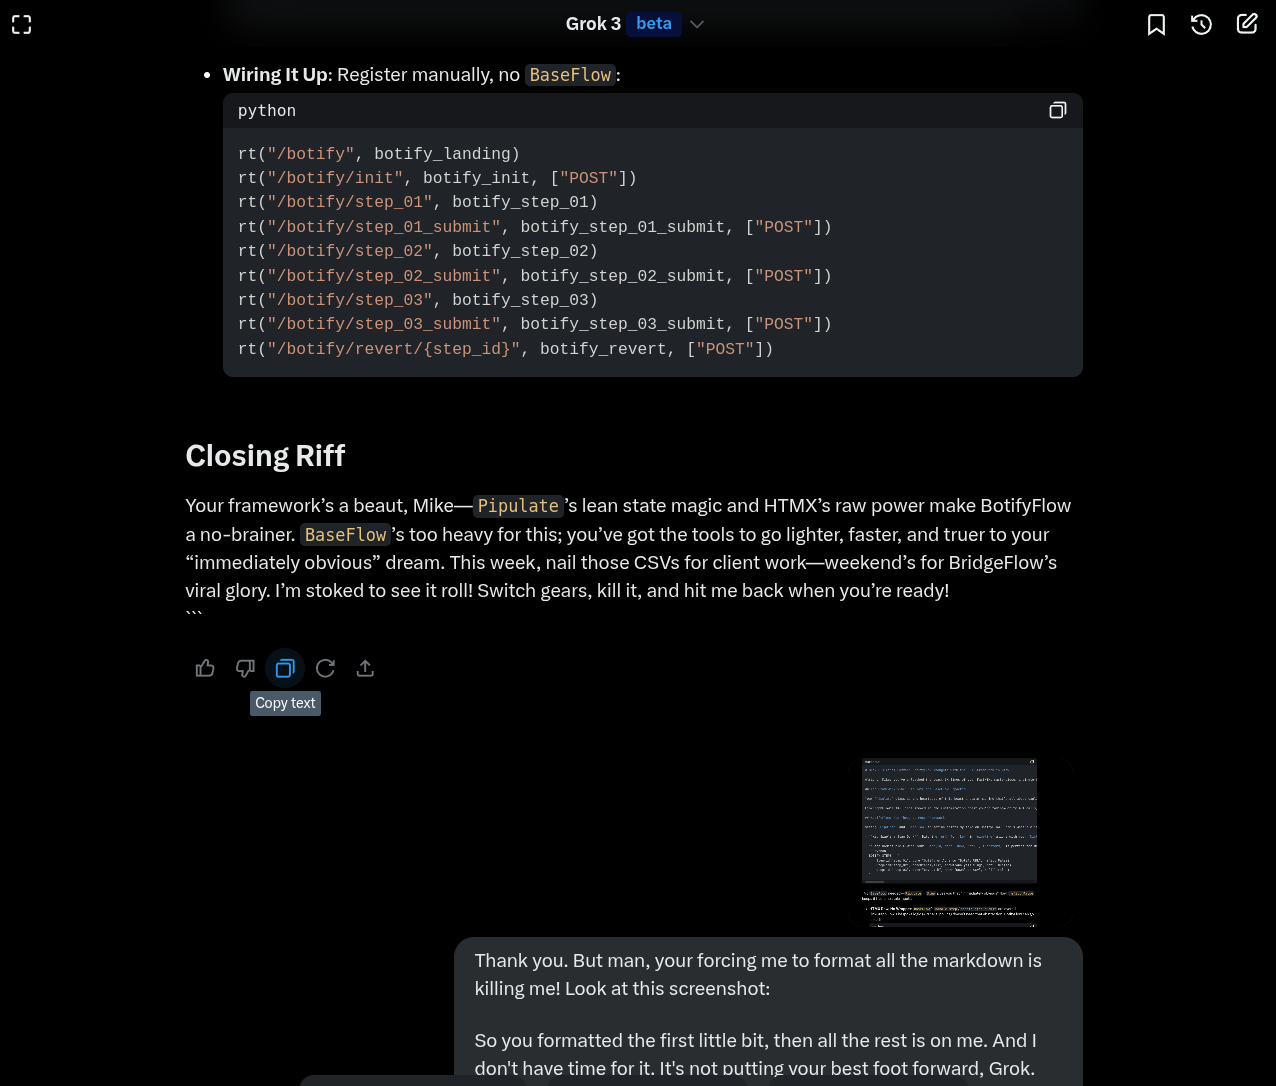 Grok 3 beta
• Wiring It Up: Register manually, no BaseFlow:
python
rt("/botify", botify_landing)
rt("/botify/init", botify_init, ["POST"])
rt("/botify/step_01", botify_step_01)
rt("/botify/step_01_submit", botify_step_01_submit, ["POST"])
rt("/botify/step_02", botify_step_02)
rt("/botify/step_02_submit", botify_step_02_submit, ["POST"])
rt("/botify/step_03", botify_step_03)
rt("/botify/step_03_submit", botify_step_03_submit, ["POST"])
rt("/botify/revert/{step_id}", botify_revert, ["POST"])
Closing Riff
Your framework’s a beaut, Mike—Pipulate’s lean state magic and HTMX’s raw power make BotifyFlow
a no-brainer. BaseFlow’s too heavy for this; you’ve got the tools to go lighter, faster, and truer to your
“immediately obvious” dream. This week, nail those CSVs for client work—weekend’s for BridgeFlow’s
viral glory. I’m stoked to see it roll! Switch gears, kill it, and hit me back when you’re ready!
```
Copy text
Thank you. But man, your forcing me to format all the markdown is
killing me! Look at this screenshot:
So you formatted the first little bit, then all the rest is on me. And I
don't have time for it. It's not putting your best foot forward, Grok.